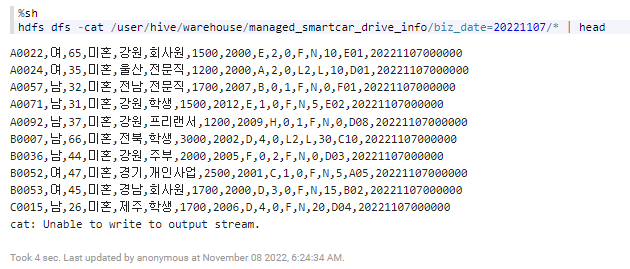 %sh
hdfs dfs -cat /user/hive/warehouse/managed_smartcar_drive_info/biz_date=20221107/* | head
A0022,여,65,미혼,강원,회사원,1500,2000,E,2,0,F,N,10,E01,20221107000000
A0024,여,35,미혼,울산,전문직,1200,2000,A,2,0,L2,L,10,D01,20221107000000
A0057,남,32,미혼,전남,전문직,1700,2007,B,0,1,F,N,0,F01,20221107000000
A0071,남,31,미혼,강원,학생,1500,2012,E,1,0,F,N,5,E02,20221107000000
A0092,남,37,미혼,강원,프리랜서,1200,2009,H,0,1,F,N,0,D08,20221107000000
B0007,남,66,미혼,전북,학생,3000,2002,D,4,0,L2,L,30,C10,20221107000000
B0036,남,44,미혼,강원,주부,2000,2005,F,0,2,F,N,0,D03,20221107000000
B0052,여,47,미혼,경기,개인사업,2500,2001,C,1,0,F,N,5,A05,20221107000000
B0053,여,45,미혼,경남,회사원,1700,2000,D,3,0,F,N,15,B02,20221107000000
C0015,남,26,미혼,제주,학생,1700,2006,D,4,0,F,N,20,D04,20221107000000
cat: Unable to write to output stream.
Took 4 sec. Last updated by anonymous at November 08 2022, 6:24:34 AM.